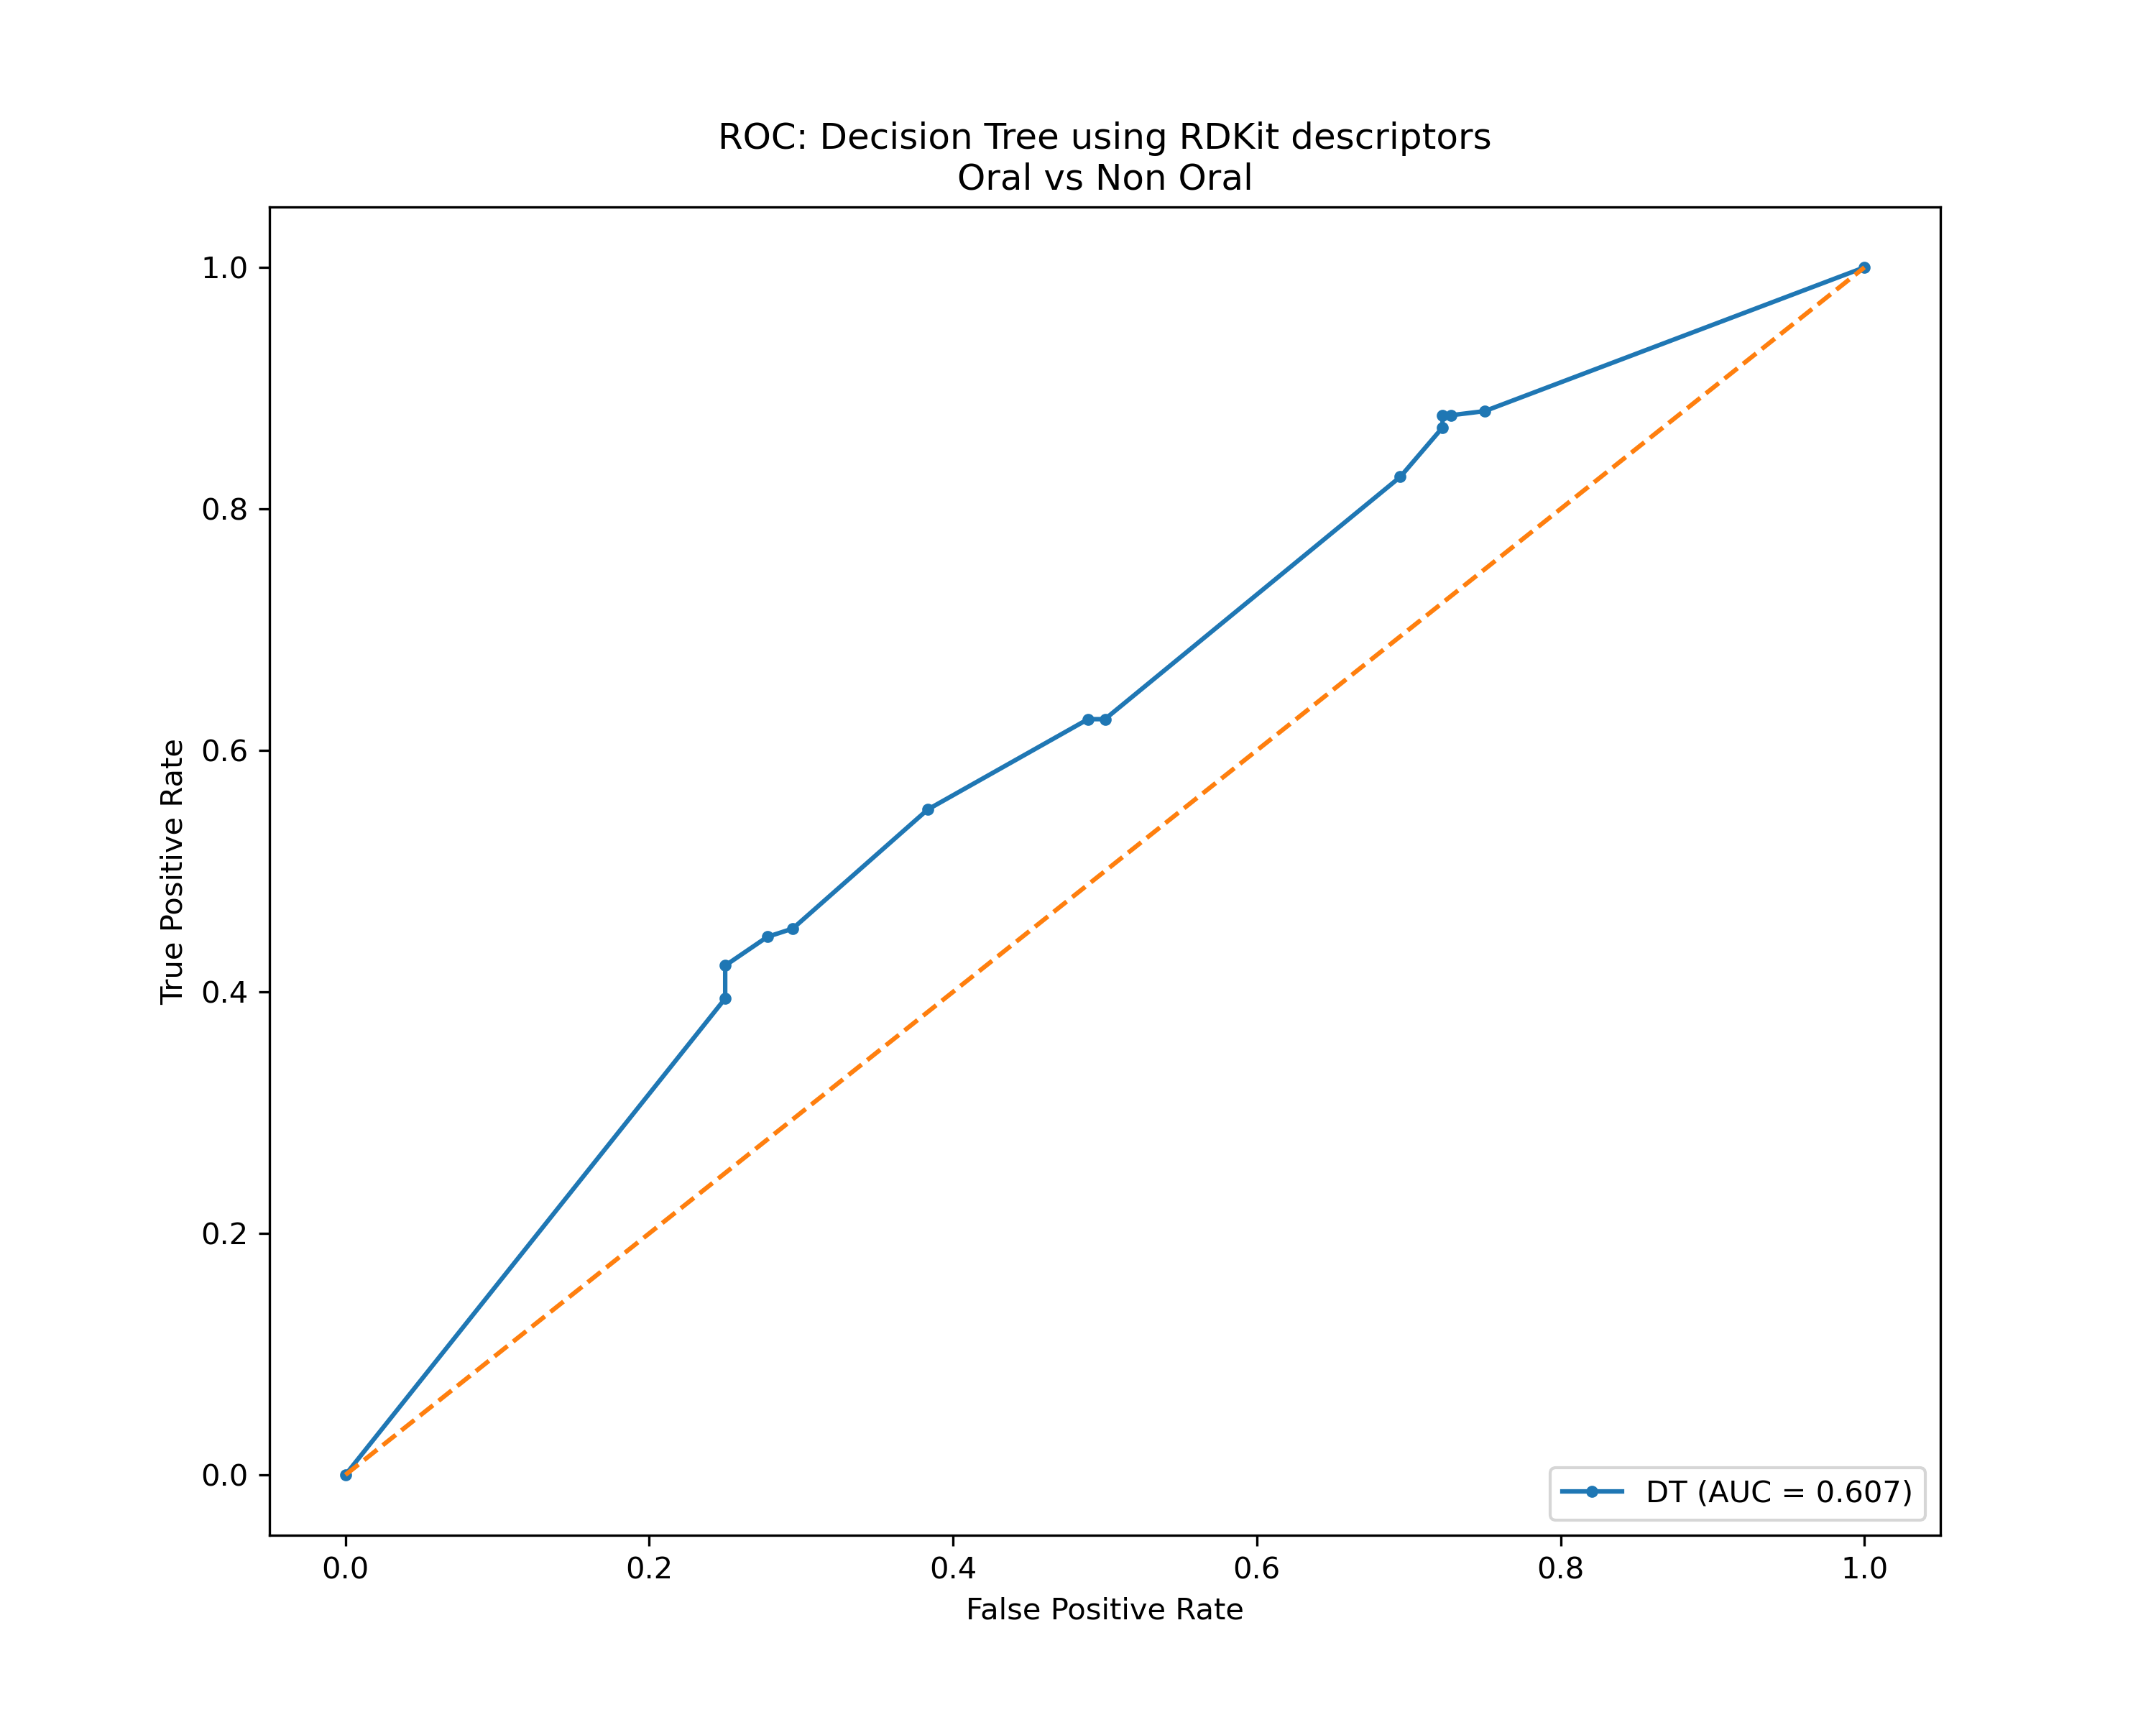 ROC: Decision Tree using RDKit descriptors
Oral vs Non Oral
1.0
0.8
0.6
0.4
0.2
0.0
True Positive Rate
DT (AUC = 0.607)
0.0 0.2 0.4 0.6 0.8 1.0
False Positive Rate